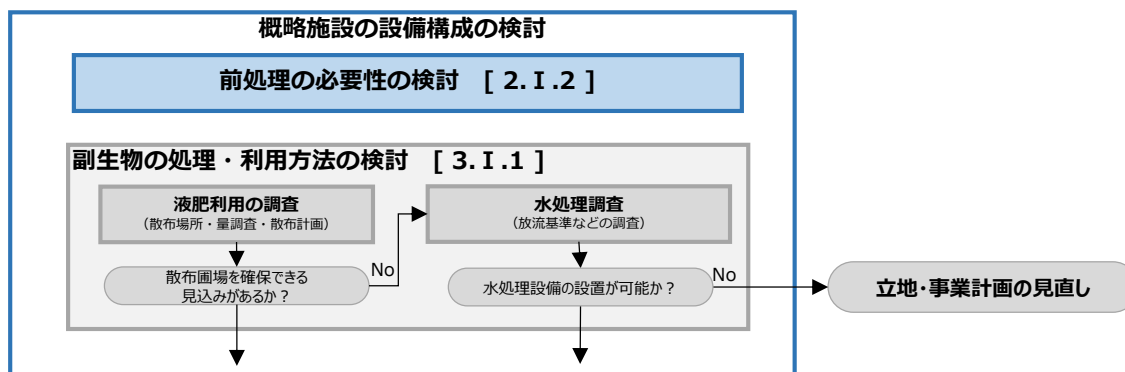 概略施設の設備構成の検討
前処理の必要性の検討 [ 2.Ⅰ.2 ]
副生物の処理・利用方法の検討 [ 3.Ⅰ.1 ]
液肥利用の調査
（散布場所・量調査・散布計画）
水処理調査
（放流基準などの調査）
散布圃場を確保できる
見込みがあるか？
No
水処理設備の設置が可能か？
No
立地・事業計画の見直し